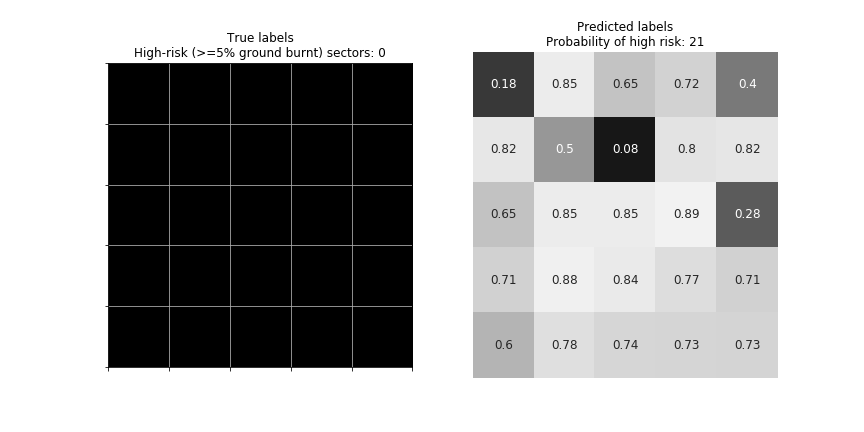 True labels
High-risk (>=5% ground burnt) sectors: 0
Predicted labels
Probability of high risk: 21
0.18 0.85 0.65 0.72 0.4
0.82 0.5 0.08 0.8 0.82
0.65 0.85 0.85 0.89 0.28
0.71 0.88 0.84 0.77 0.71
0.6 0.78 0.74 0.73 0.73